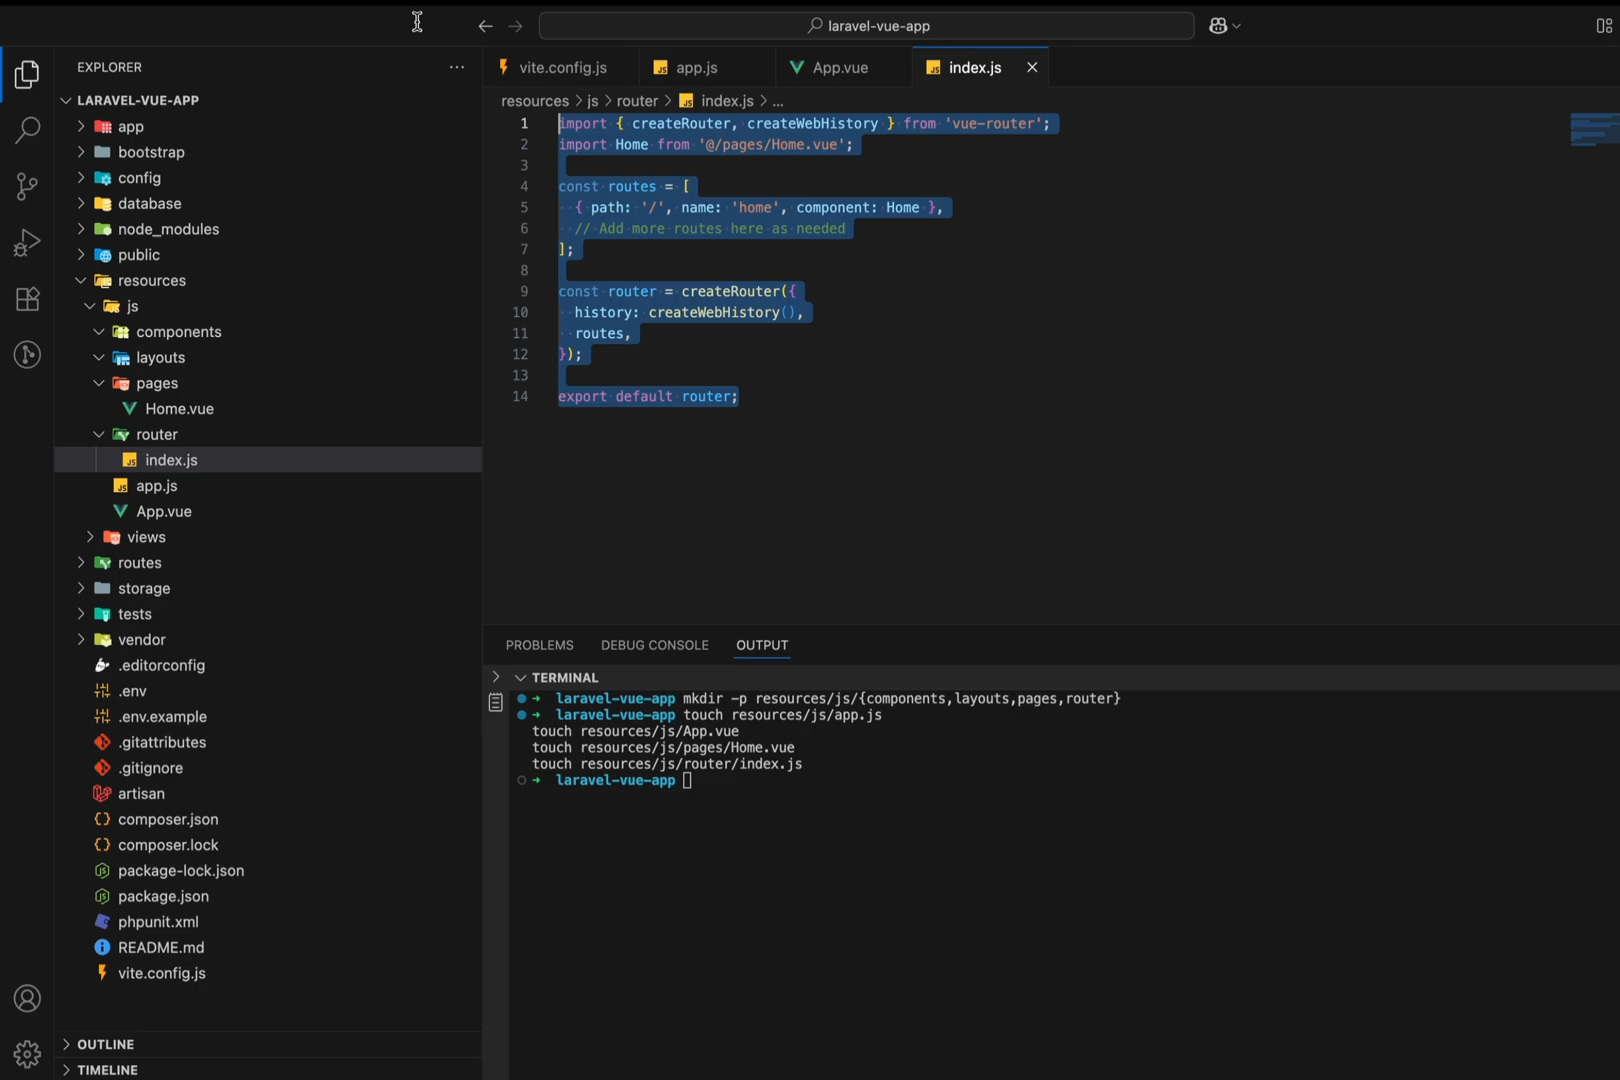 laravel-vue-app
EXPLORER
LARAVEL-VUE-APP
app
bootstrap
config
database
node_modules
public
resources
js
components
layouts
pages
Home.vue
router
index.js
app.js
App.vue
views
routes
storage
tests
vendor
.editorconfig
.env
.env.example
.gitattributes
.gitignore
artisan
composer.json
composer.lock
package-lock.json
package.json
phpunit.xml
README.md
vite.config.js
OUTLINE
TIMELINE
vite.config.js
app.js
App.vue
index.js
resources > js > router > index.js > ...
1 import { createRouter, createWebHistory } from 'vue-router';
2 import Home from '@/pages/Home.vue';
3
4 const routes = [
5 { path: '/', name: 'home', component: Home },
6 // Add more routes here as needed
7 ];
8
9 const router = createRouter({
10 history: createWebHistory(),
11 routes,
12 });
13
14 export default router;
PROBLEMS DEBUG CONSOLE OUTPUT
TERMINAL
laravel-vue-app mkdir -p resources/js/{components,layouts,pages,router}
laravel-vue-app touch resources/js/app.js
touch resources/js/App.vue
touch resources/js/pages/Home.vue
touch resources/js/router/index.js
laravel-vue-app